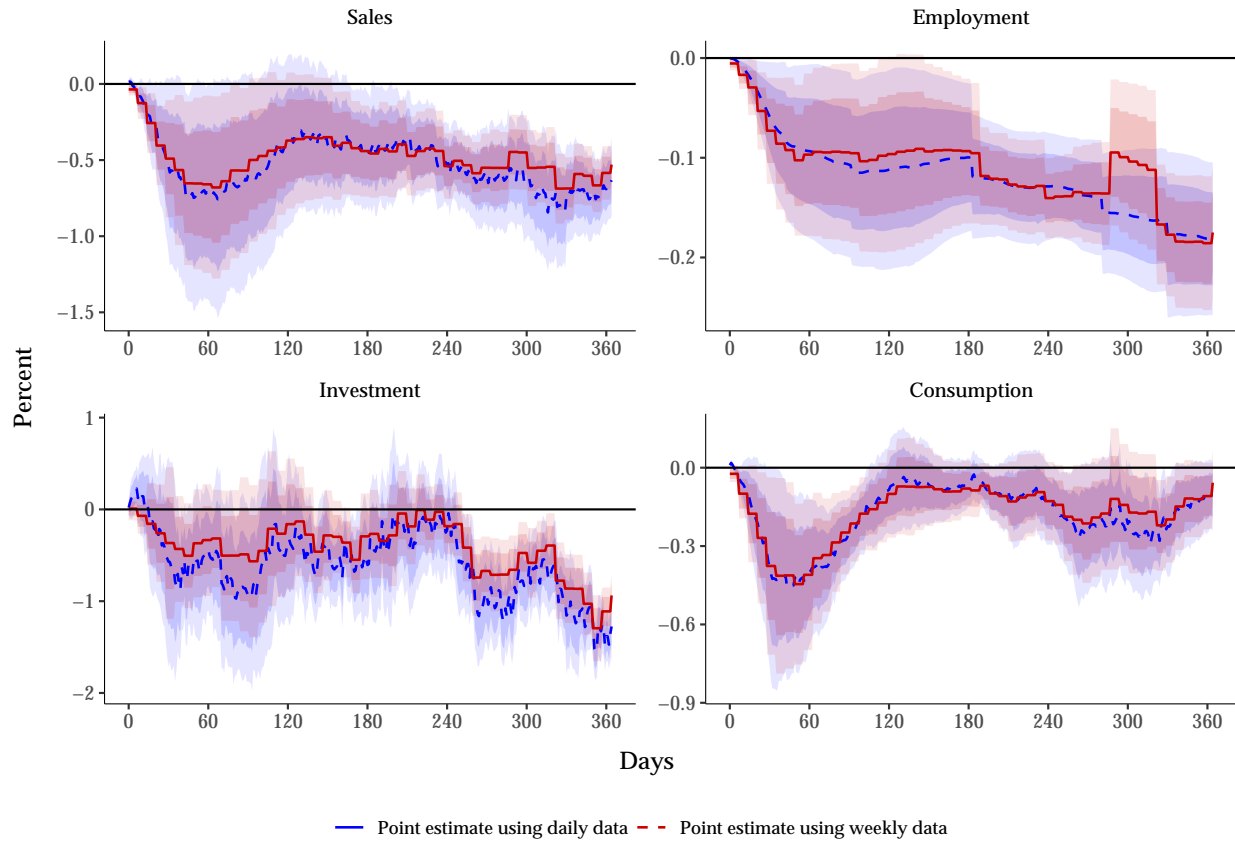 Sales
Employment
0.0
−0.5
−1.0
−1.5
0 60 120 180 240 300 360
−0.0
−0.1
−0.2
0 60 120 180 240 300 360
Percent
Investment
Consumption
1
0
−1
−2
0 60 120 180 240 300 360
0.0
−0.3
−0.6
−0.9
0 60 120 180 240 300 360
Days
Point estimate using daily data
Point estimate using weekly data